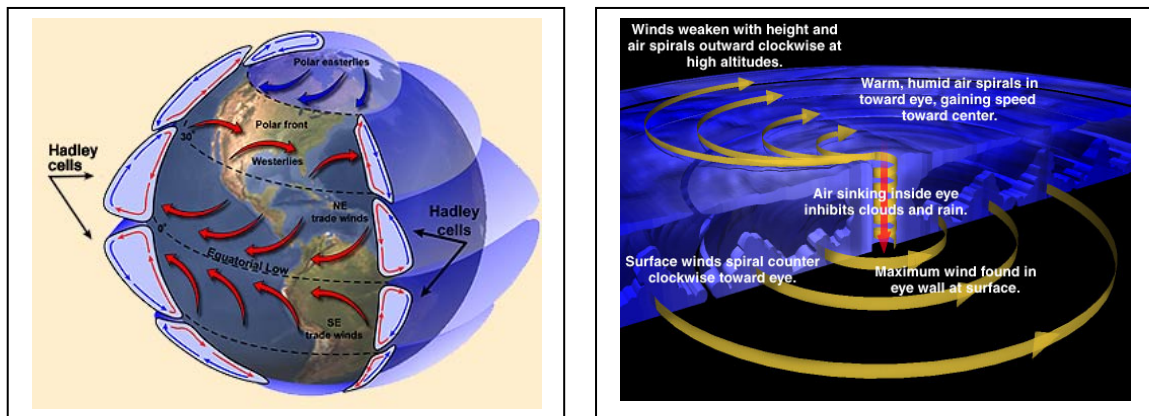 Polar easterlies
Polar front
30°
Westerlies
Hadley
cells
NE
trade winds
Hadley
cells
0°
Equatorial Low
SE
trade winds
Winds weaken with height and
air spirals outward clockwise at
high altitudes.
Warm, humid air spirals in
toward eye, gaining speed
toward center.
Air sinking inside eye
inhibits clouds and rain.
Surface winds spiral counter
clockwise toward eye.
Maximum wind found in
eye wall at surface.